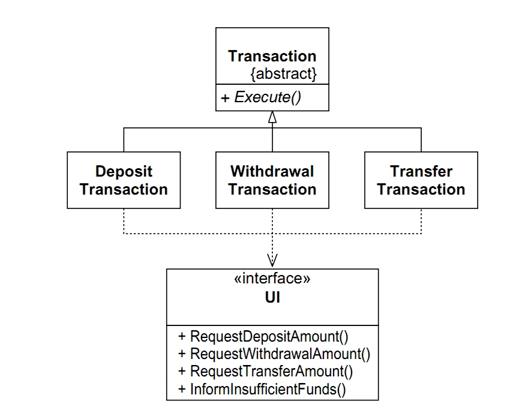 Transaction
{abstract}
+ Execute()
Deposit
Transaction
Withdrawal
Transaction
Transfer
Transaction
«interface»
UI
+ RequestDepositAmount()
+ RequestWithdrawalAmount()
+ RequestTransferAmount()
+ InformInsufficientFunds()